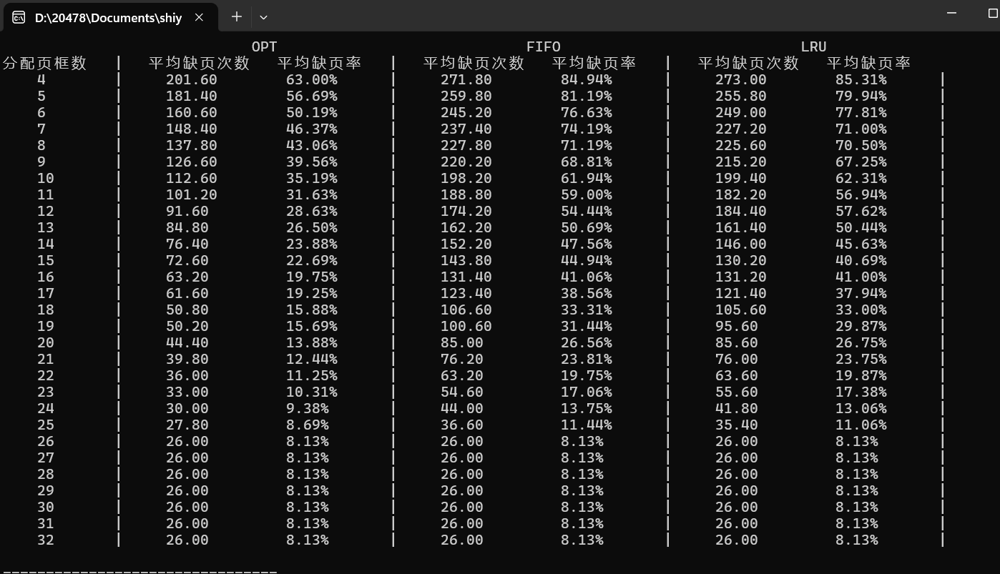 D:\20478\Documents\shiy
OPT FIFO LRU
分配页框数 | 平均缺页次数 平均缺页率 | 平均缺页次数 平均缺页率 | 平均缺页次数 平均缺页率
4 | 201.60 63.00% | 271.80 84.94% | 273.00 85.31% |
5 | 181.40 56.69% | 259.80 81.19% | 255.80 79.94% |
6 | 160.60 50.19% | 245.20 76.63% | 249.00 77.81% |
7 | 148.40 46.37% | 237.40 74.19% | 227.20 71.00% |
8 | 137.80 43.06% | 227.80 71.19% | 225.60 70.50% |
9 | 126.60 39.56% | 220.20 68.81% | 215.20 67.25% |
10 | 112.60 35.19% | 198.20 61.94% | 199.40 62.31% |
11 | 101.20 31.63% | 188.80 59.00% | 182.20 56.94% |
12 | 91.60 28.63% | 174.20 54.44% | 184.40 57.62% |
13 | 84.80 26.50% | 162.20 50.69% | 161.40 50.44% |
14 | 76.40 23.88% | 152.20 47.56% | 146.00 45.63% |
15 | 72.60 22.69% | 143.80 44.94% | 130.20 40.69% |
16 | 63.20 19.75% | 131.40 41.06% | 131.20 41.00% |
17 | 61.60 19.25% | 123.40 38.56% | 121.40 37.94% |
18 | 50.80 15.88% | 106.60 33.31% | 105.60 33.00% |
19 | 50.20 15.69% | 100.60 31.44% | 95.60 29.87% |
20 | 44.40 13.88% | 85.00 26.56% | 85.60 26.75% |
21 | 39.80 12.44% | 76.20 23.81% | 76.00 23.75% |
22 | 36.00 11.25% | 63.20 19.75% | 63.60 19.87% |
23 | 33.00 10.31% | 54.60 17.06% | 55.60 17.38% |
24 | 30.00 9.38% | 44.00 13.75% | 41.80 13.06% |
25 | 27.80 8.69% | 36.60 11.44% | 35.40 11.06% |
26 | 26.00 8.13% | 26.00 8.13% | 26.00 8.13% |
27 | 26.00 8.13% | 26.00 8.13% | 26.00 8.13% |
28 | 26.00 8.13% | 26.00 8.13% | 26.00 8.13% |
29 | 26.00 8.13% | 26.00 8.13% | 26.00 8.13% |
30 | 26.00 8.13% | 26.00 8.13% | 26.00 8.13% |
31 | 26.00 8.13% | 26.00 8.13% | 26.00 8.13% |
32 | 26.00 8.13% | 26.00 8.13% | 26.00 8.13% |
--------------------------------